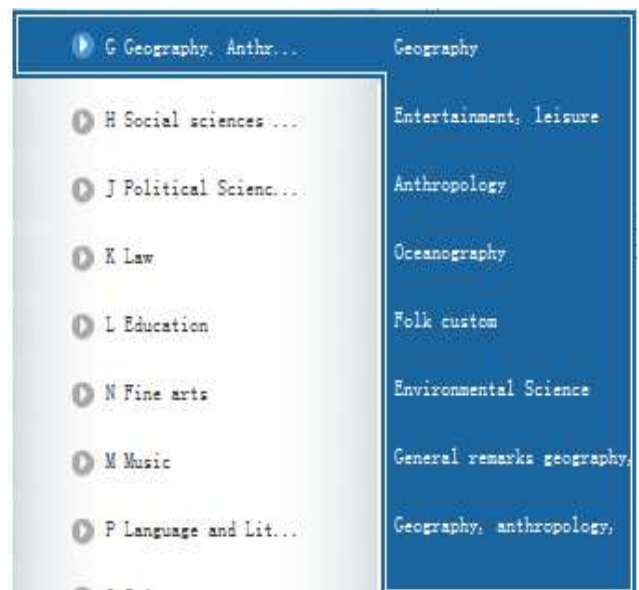 G Geography, Anthr...
H Social sciences ...
J Political Scienc...
K Law
L Education
N Fine arts
M Music
P Language and Lit...
Geography
Entertainment, leisure
Anthropology
Oceanography
Folk custom
Environmental Science
General remarks geography,
Geography, anthropology,